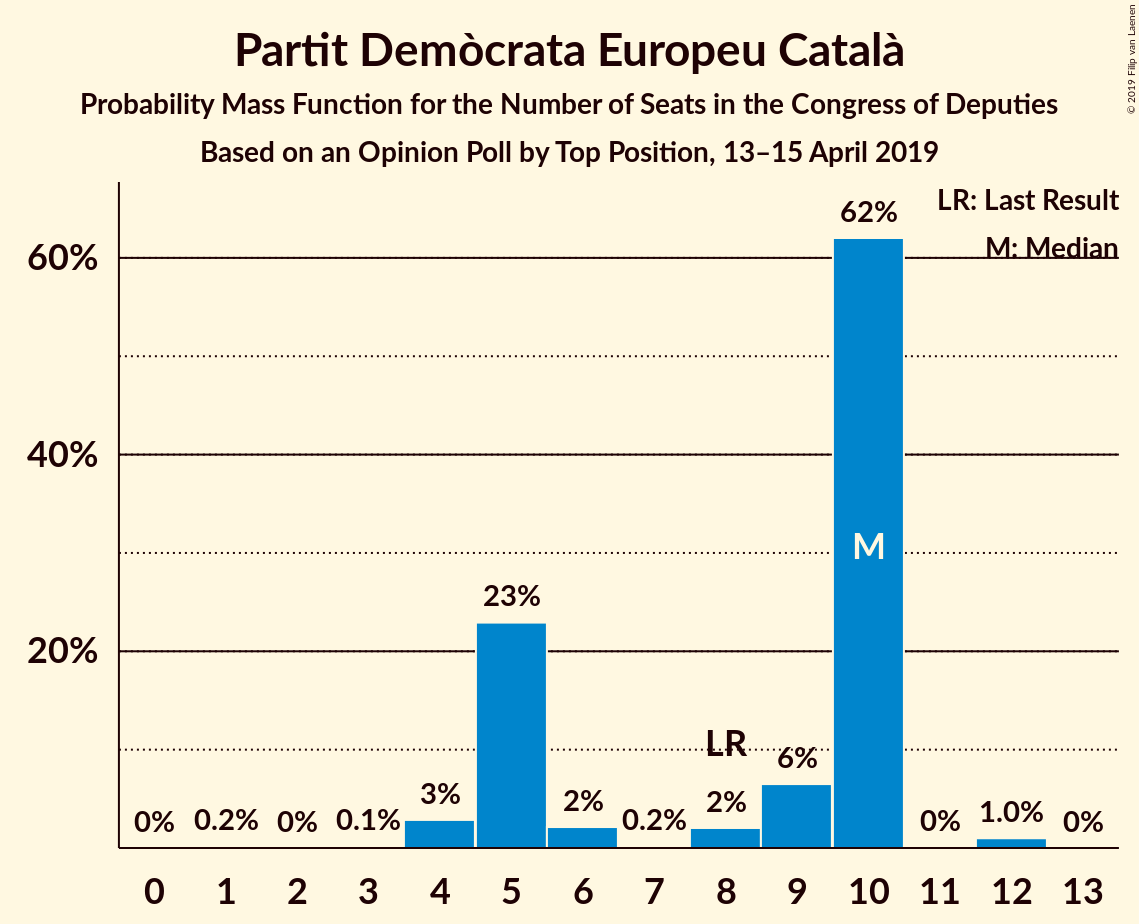 Partit Demòcrata Europeu Català
Probability Mass Function for the Number of Seats in the Congress of Deputies
Based on an Opinion Poll by Top Position, 13–15 April 2019
© 2019 Filip van Laenen
LR: Last Result
M: Median
60%
40%
20%
0%
0.2%
0%
0.1%
3%
23%
2%
0.2%
LR
2%
6%
62%
M
0%
1.0%
0%
0 1 2 3 4 5 6 7 8 9 10 11 12 13